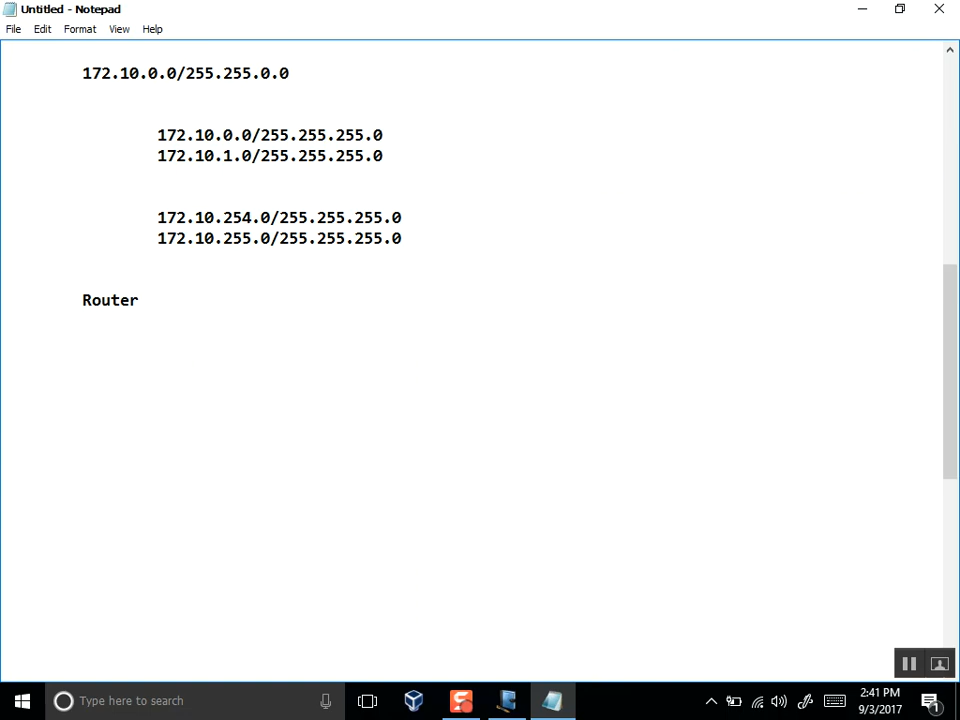 Untitled - Notepad
File Edit Format View Help
172.10.0.0/255.255.0.0
172.10.0.0/255.255.255.0
172.10.1.0/255.255.255.0
172.10.254.0/255.255.255.0
172.10.255.0/255.255.255.0
Router
Type here to search
2:41 PM
9/3/2017
1